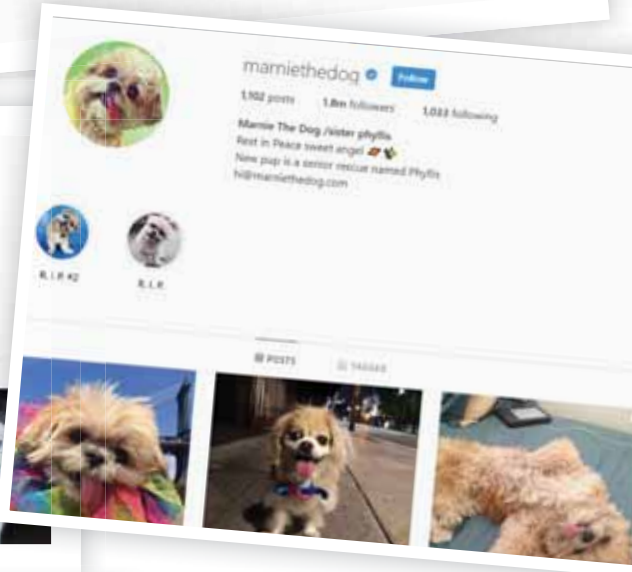 marniethedog Follow
1,102 posts 1.8m followers 1,033 following
Marnie The Dog /sister phyllis
Rest in Peace sweet angel
New pup is a senior rescue named Phyllis
hi@marniethedog.com
R. I. P. #2 R. I. P.
POSTS TAGGED